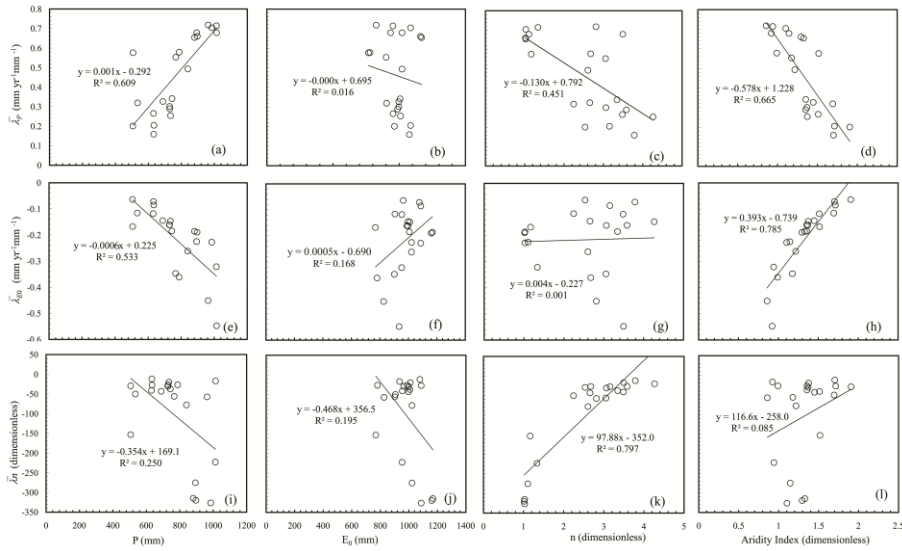 0.8
0.7
0.6
0.5
0.4
0.3
0.2
0.1
0
λ̄P (mm yr⁻¹mm mm⁻¹)
y = 0.001x - 0.292
R² = 0.609
(a)
y = -0.000x + 0.695
R² = 0.016
(b)
y = -0.130x + 0.792
R² = 0.451
(c)
y = -0.578x + 1.228
R² = 0.665
(d)
0
-0.1
-0.2
-0.3
-0.4
-0.5
-0.6
λ̄E0 (mm yr⁻¹ mm⁻¹)
y = -0.0006x + 0.225
R² = 0.533
(e)
y = 0.0005x - 0.690
R² = 0.168
(f)
y = 0.004x - 0.227
R² = 0.001
(g)
y = 0.393x - 0.739
R² = 0.785
(h)
50
0
-50
-100
-150
-200
-250
-300
-350
λ̄n (dimensionless)
y = -0.354x + 169.1
R² = 0.250
(i)
y = -0.468x + 356.5
R² = 0.195
(j)
y = 97.88x - 352.0
R² = 0.797
(k)
y = 116.6x - 258.0
R² = 0.085
(l)
0 200 400 600 800 1000 1200
P (mm)
0 200 400 600 800 1000 1200 1400
E₀ (mm)
0 1 2 3 4 5
n (dimensionless)
0 0.5 1 1.5 2 2.5
Aridity Index (dimensionless)